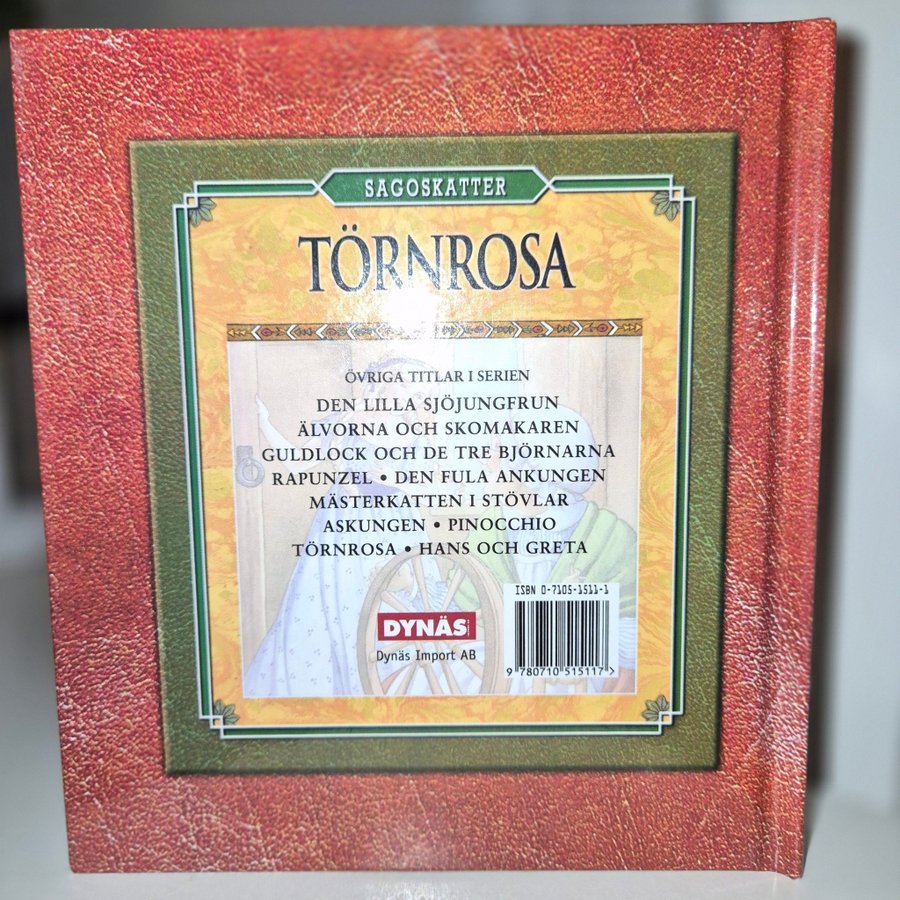 SAGOSKATTER
TÖRNROSA
ÖVRIGA TITLAR I SERIEN
DEN LILLA SJÖJUNGFRUN
ÄLVORNA OCH SKOMAKAREN
GULDLOCK OCH DE TRE BJÖRNARNA
RAPUNZEL • DEN FULA ANKUNGEN
MÄSTERKATTEN I STÖVLAR
ASKUNGEN • PINOCCHIO
TÖRNROSA • HANS OCH GRETA
ISBN 0-7105-1511-1
DYNÄS
Dynäs Import AB
9 780710 515117 >